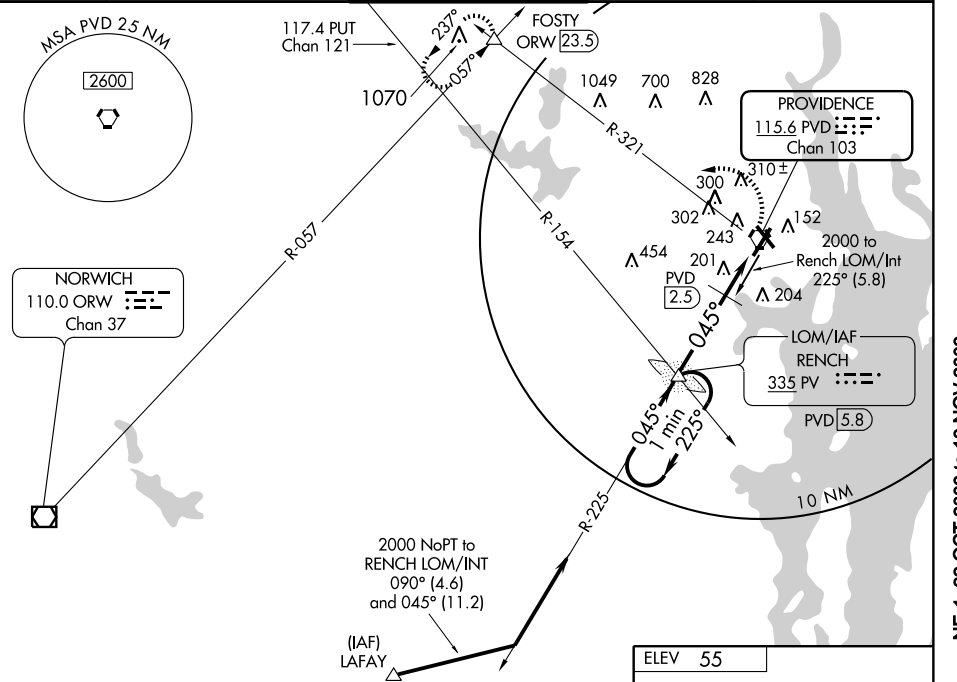 MSA PVD 25 NM
2600
117.4 PUT
Chan 121
237°
057°
1070
FOSTY
ORW 23.5
1049
700
828
PROVIDENCE
115.6 PVD
Chan 103
R-321
R-057
R-154
310±
300
302
243
152
454
201
204
2000 to
Rench LOM/Int
225° (5.8)
PVD
2.5
045°
NORWICH
110.0 ORW
Chan 37
LOM/IAF
RENCH
335 PV
PVD 5.8
045°
1 min
225°
10 NM
R-225
2000 NoPT to
RENCH LOM/INT
090° (4.6)
and 045° (11.2)
(IAF)
LAFAY
ELEV 55